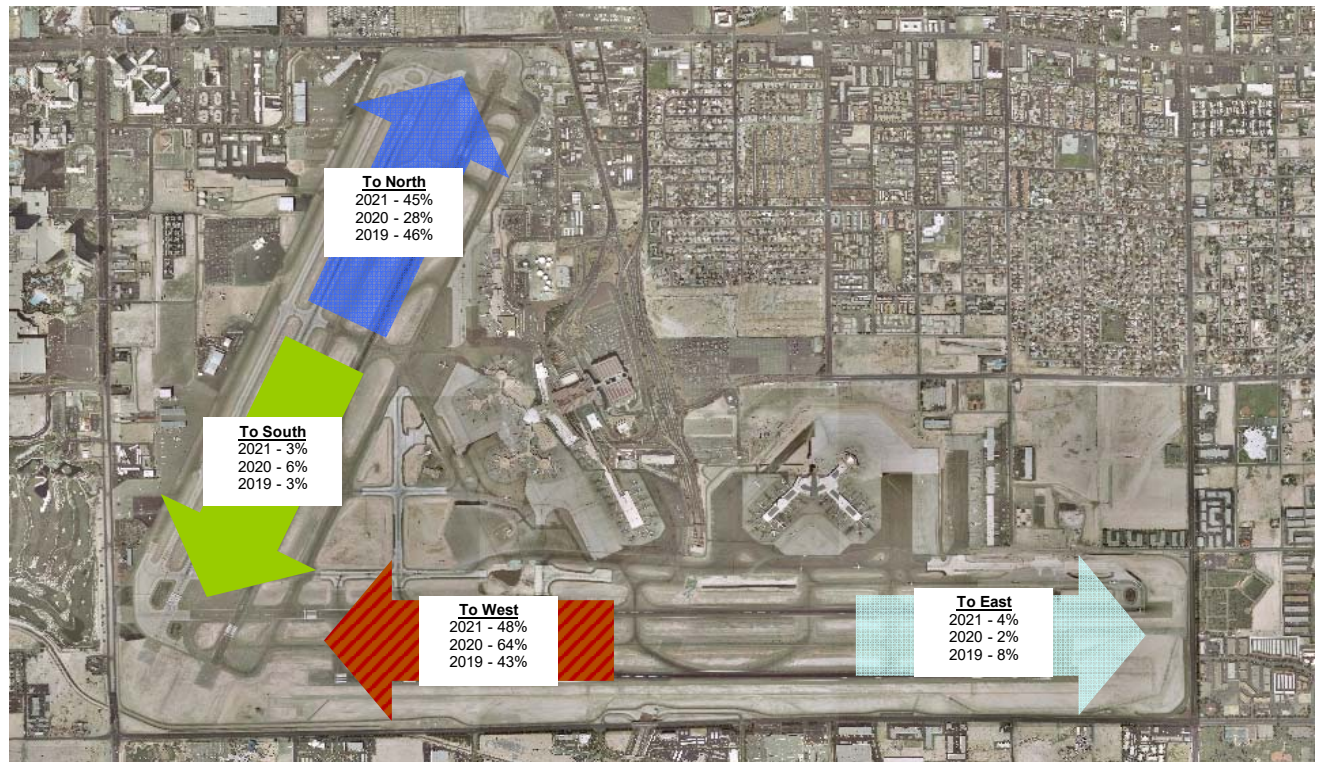 To North
2021 - 45%
2020 - 28%
2019 - 46%
To South
2021 - 3%
2020 - 6%
2019 - 3%
To West
2021 - 48%
2020 - 64%
2019 - 43%
To East
2021 - 4%
2020 - 2%
2019 - 8%